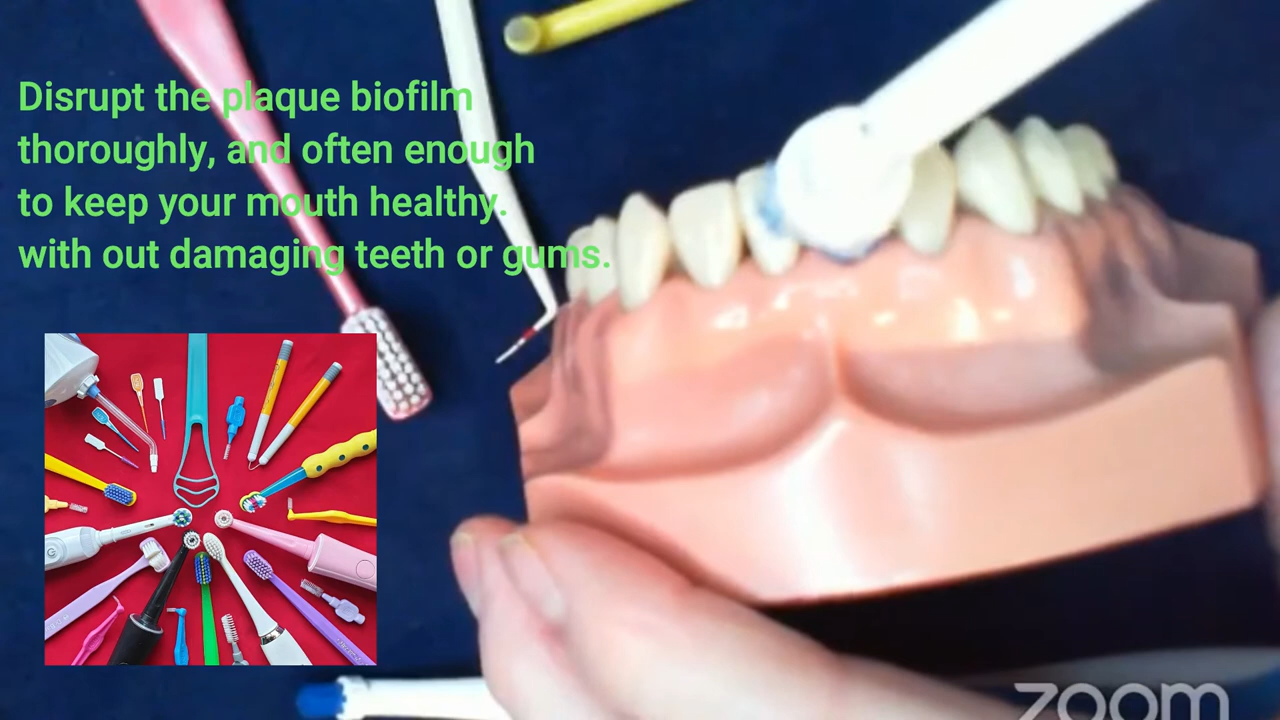 Disrupt the plaque biofilm
thoroughly, and often enough
to keep your mouth healthy.
with out damaging teeth or gums.
zoom